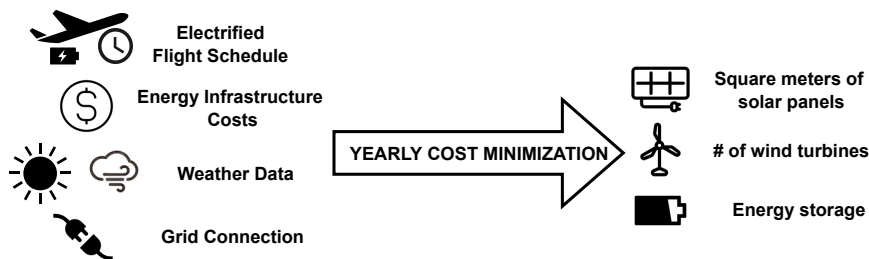 Electrified
Flight Schedule
Energy Infrastructure
Costs
Weather Data
Grid Connection
YEARLY COST MINIMIZATION
Square meters of
solar panels
# of wind turbines
Energy storage